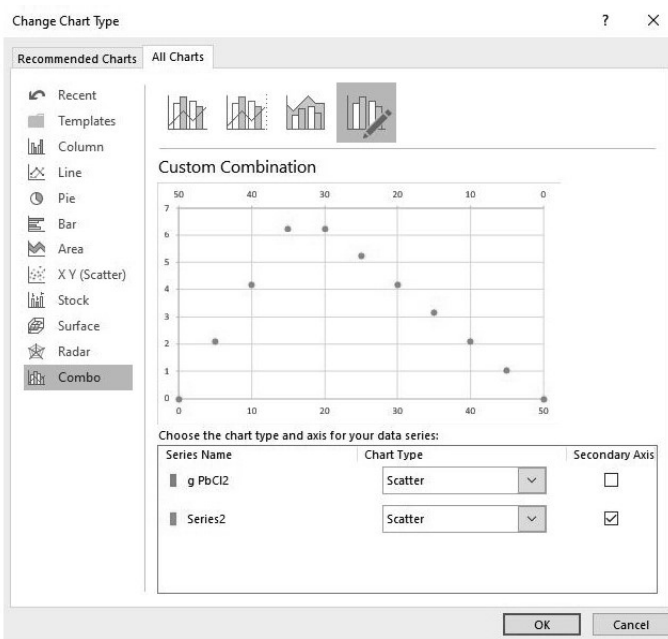 Change Chart Type ? ×
Recommended Charts All Charts
Recent
Templates
Column
Line
Pie
Bar
Area
X Y (Scatter)
Stock
Surface
Radar
Combo
Custom Combination
50 40 30 20 10 0
7
6
5
4
3
2
1
0
0 10 20 30 40 50
Choose the chart type and axis for your data series:
Series Name Chart Type Secondary Axis
g PbCl2 Scatter
Series2 Scatter
OK Cancel